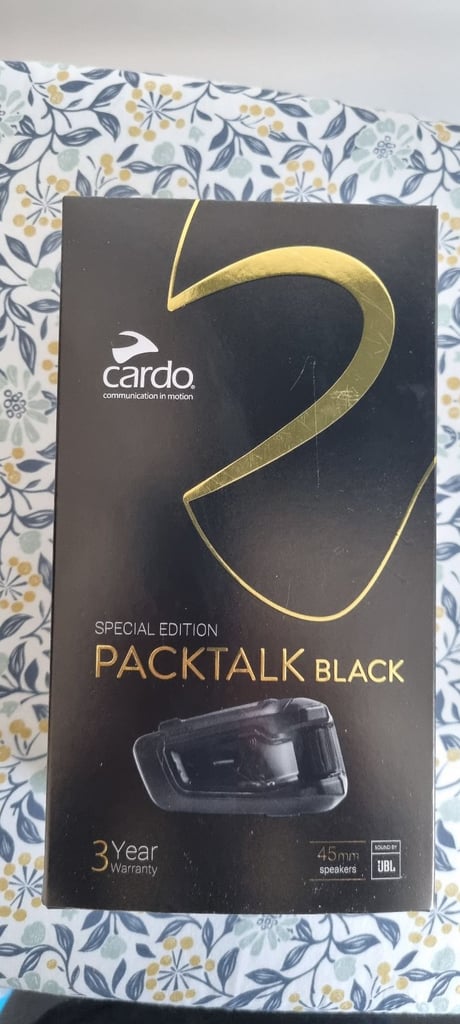 cardo®
communication in motion
SPECIAL EDITION
PACKTALK BLACK
3 Year
Warranty
45mm
speakers
SOUND BY
JBL